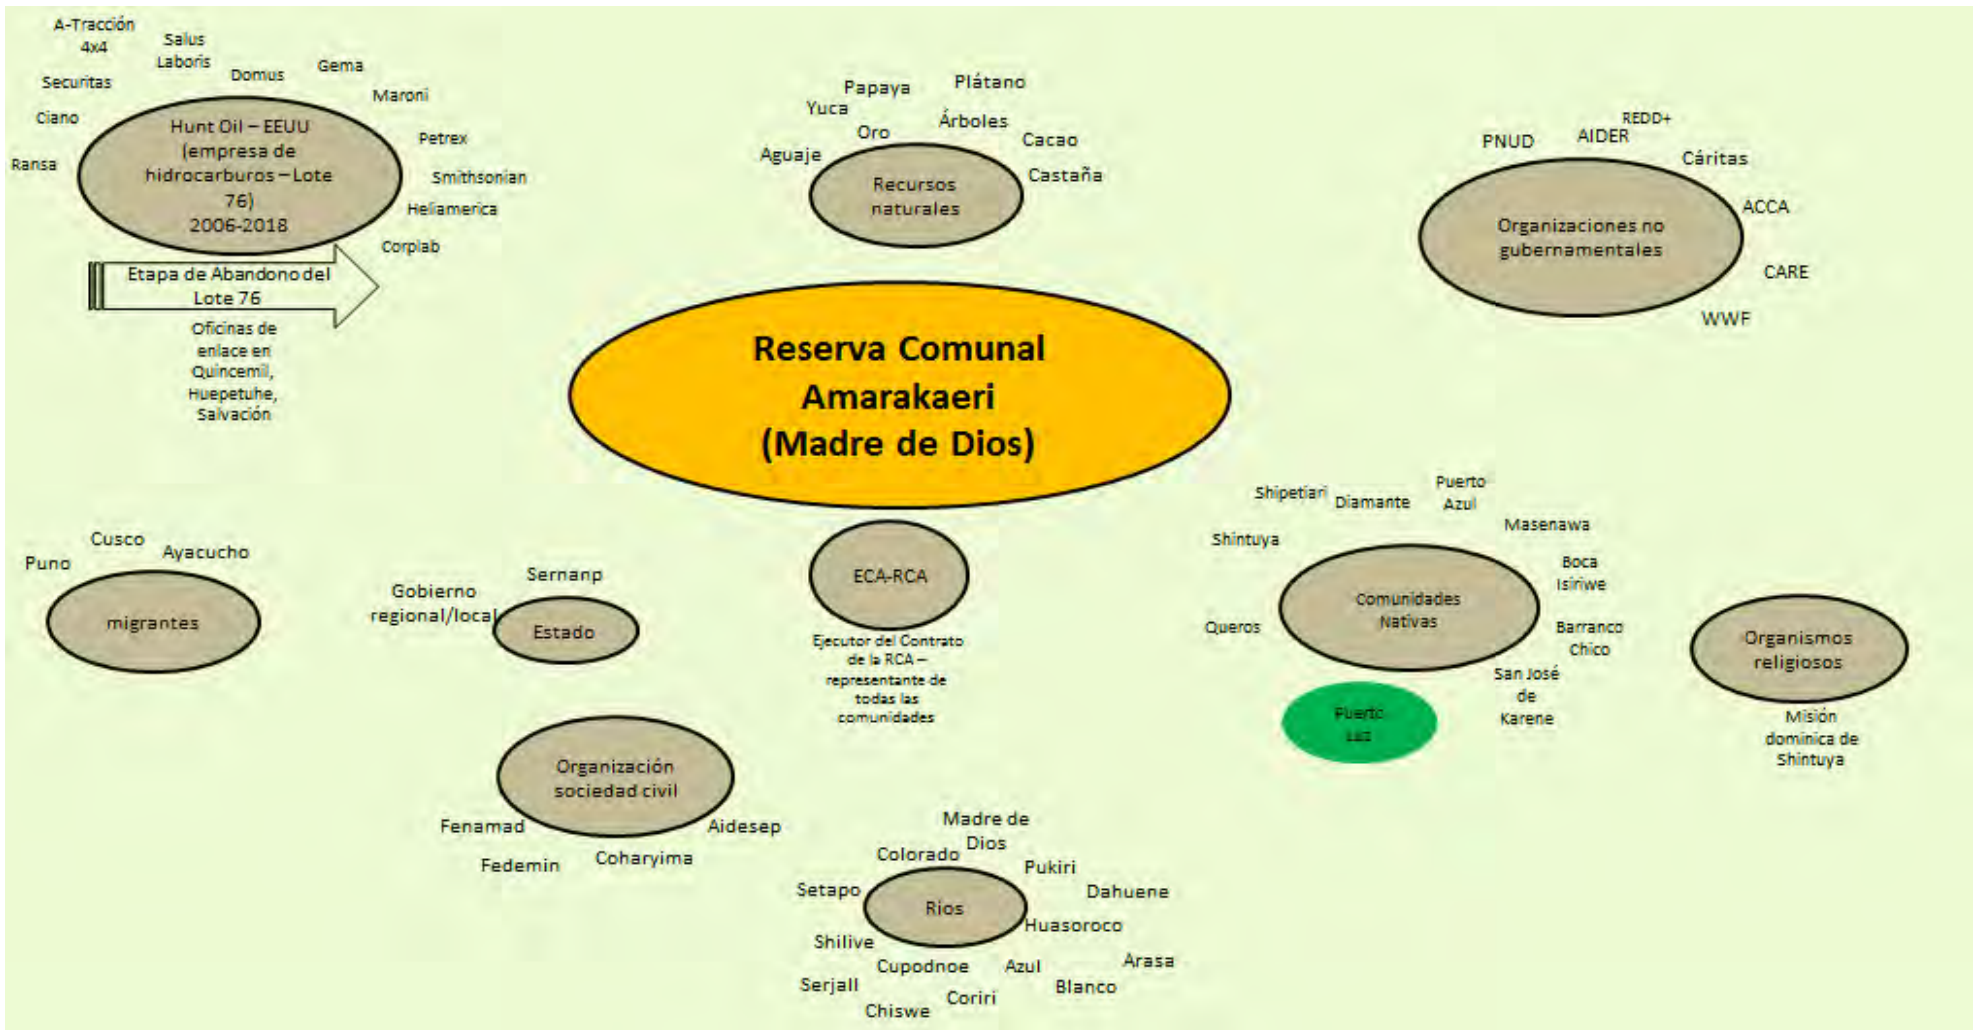 A-Tracción
4x4
Salus
Laboris
Securitas
Domus
Gema
Maroni
Ciano
Ransa
Petrex
Smithsonian
Heliamerica
Corplab
Hunt Oil – EEUU
(empresa de
hidrocarburos – Lote
76)
2006-2018
Etapa de Abandono del
Lote 76
Oficinas de
enlace en
Quincemil,
Huepetuhe,
Salvación
Papaya
Plátano
Yuca
Oro
Árboles
Aguaje
Cacao
Castaña
Recursos
naturales
PNUD
AIDER
REDD+
Cáritas
ACCA
CARE
WWF
Organizaciones no
gubernamentales
Reserva Comunal
Amarakaeri
(Madre de Dios)
Puno
Cusco
Ayacucho
migrantes
Gobierno
regional/local
Sernanp
Estado
ECA-RCA
Ejecutor del Contrato
de la RCA –
representante de
todas las
comunidades
Shipetiari
Diamante
Puerto
Azul
Shintuya
Masenawa
Boca
Isiriwe
Queros
Barranco
Chico
San José
de
Karene
Comunidades
Nativas
Puerto
Luz
Organismos
religiosos
Misión
dominica de
Shintuya
Organización
sociedad civil
Fenamad
Aidesep
Fedemin
Coharyima
Madre de
Dios
Colorado
Pukiri
Setapo
Dahuene
Ríos
Huasoroco
Shilive
Cupodnoe
Azul
Arasa
Serjall
Blanco
Chiswe
Coriri